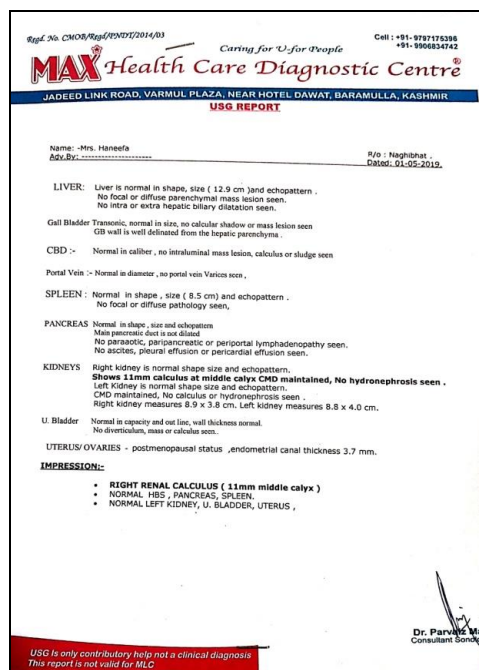 Regd. No. CMOB/Regd/PNDT/2014/03
Cell : +91- 9797175396
+91- 9906834742
Caring for U-for People
MAX Health Care Diagnostic Centre®
JADEED LINK ROAD, VARMUL PLAZA, NEAR HOTEL DAWAT, BARAMULLA, KASHMIR
USG REPORT
Name: -Mrs. Haneefa
R/o : Naghibhat .
Adv.By: --------------------
Dated: 01-05-2019.
LIVER: Liver is normal in shape, size ( 12.9 cm )and echopattern .
No focal or diffuse parenchymal mass lesion seen.
No intra or extra hepatic biliary dilatation seen.
Gall Bladder Transonic, normal in size, no calcular shadow or mass lesion seen
GB wall is well delinated from the hepatic parenchyma .
CBD :- Normal in caliber , no intraluminal mass lesion, calculus or sludge seen
Portal Vein :- Normal in diameter , no portal vein Varices seen ,
SPLEEN : Normal in shape , size ( 8.5 cm) and echopattern .
No focal or diffuse pathology seen,
PANCREAS Normal in shape , size and echopattern
Main pancreatic duct is not dilated
No paraaotic, paripancreatic or periportal lymphadenopathy seen.
No ascites, pleural effusion or pericardial effusion seen.
KIDNEYS Right kidney is normal shape size and echopattern.
Shows 11mm calculus at middle calyx CMD maintained, No hydronephrosis seen .
Left Kidney is normal shape size and echopattern.
CMD maintained, No calculus or hydronephrosis seen .
Right kidney measures 8.9 x 3.8 cm. Left kidney measures 8.8 x 4.0 cm.
U. Bladder Normal in capacity and out line, wall thickness normal.
No diverticulum, mass or calculus seen..
UTERUS/ OVARIES - postmenopausal status ,endometrial canal thickness 3.7 mm.
IMPRESSION:-
• RIGHT RENAL CALCULUS ( 11mm middle calyx )
• NORMAL HBS , PANCREAS, SPLEEN.
• NORMAL LEFT KIDNEY, U. BLADDER, UTERUS ,
Dr. Parvaiz M
Consultant Sono
USG Is only contributory help not a clinical diagnosis
This report is not valid for MLC